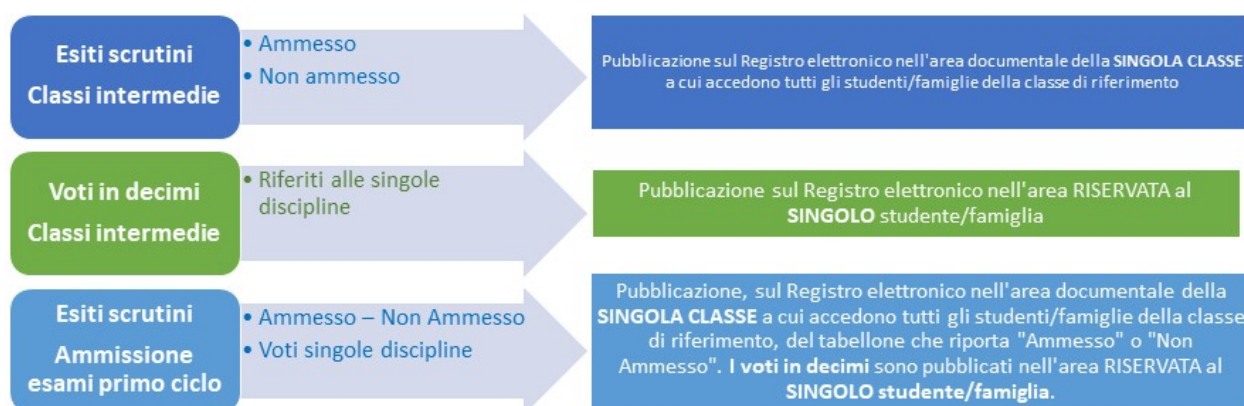 Esiti scrutini
Classi intermedie
• Ammesso
• Non ammesso
Pubblicazione sul Registro elettronico nell'area documentale della SINGOLA CLASSE
a cui accedono tutti gli studenti/famiglie della classe di riferimento
Voti in decimi
Classi intermedie
• Riferiti alle singole
discipline
Pubblicazione sul Registro elettronico nell'area RISERVATA al
SINGOLO studente/famiglia
Esiti scrutini
Ammissione
esami primo ciclo
• Ammesso – Non Ammesso
• Voti singole discipline
Pubblicazione, sul Registro elettronico nell'area documentale della
SINGOLA CLASSE a cui accedono tutti gli studenti/famiglie della classe
di riferimento, del tabellone che riporta "Ammesso" o "Non
Ammesso". I voti in decimi sono pubblicati nell'area RISERVATA al
SINGOLO studente/famiglia.